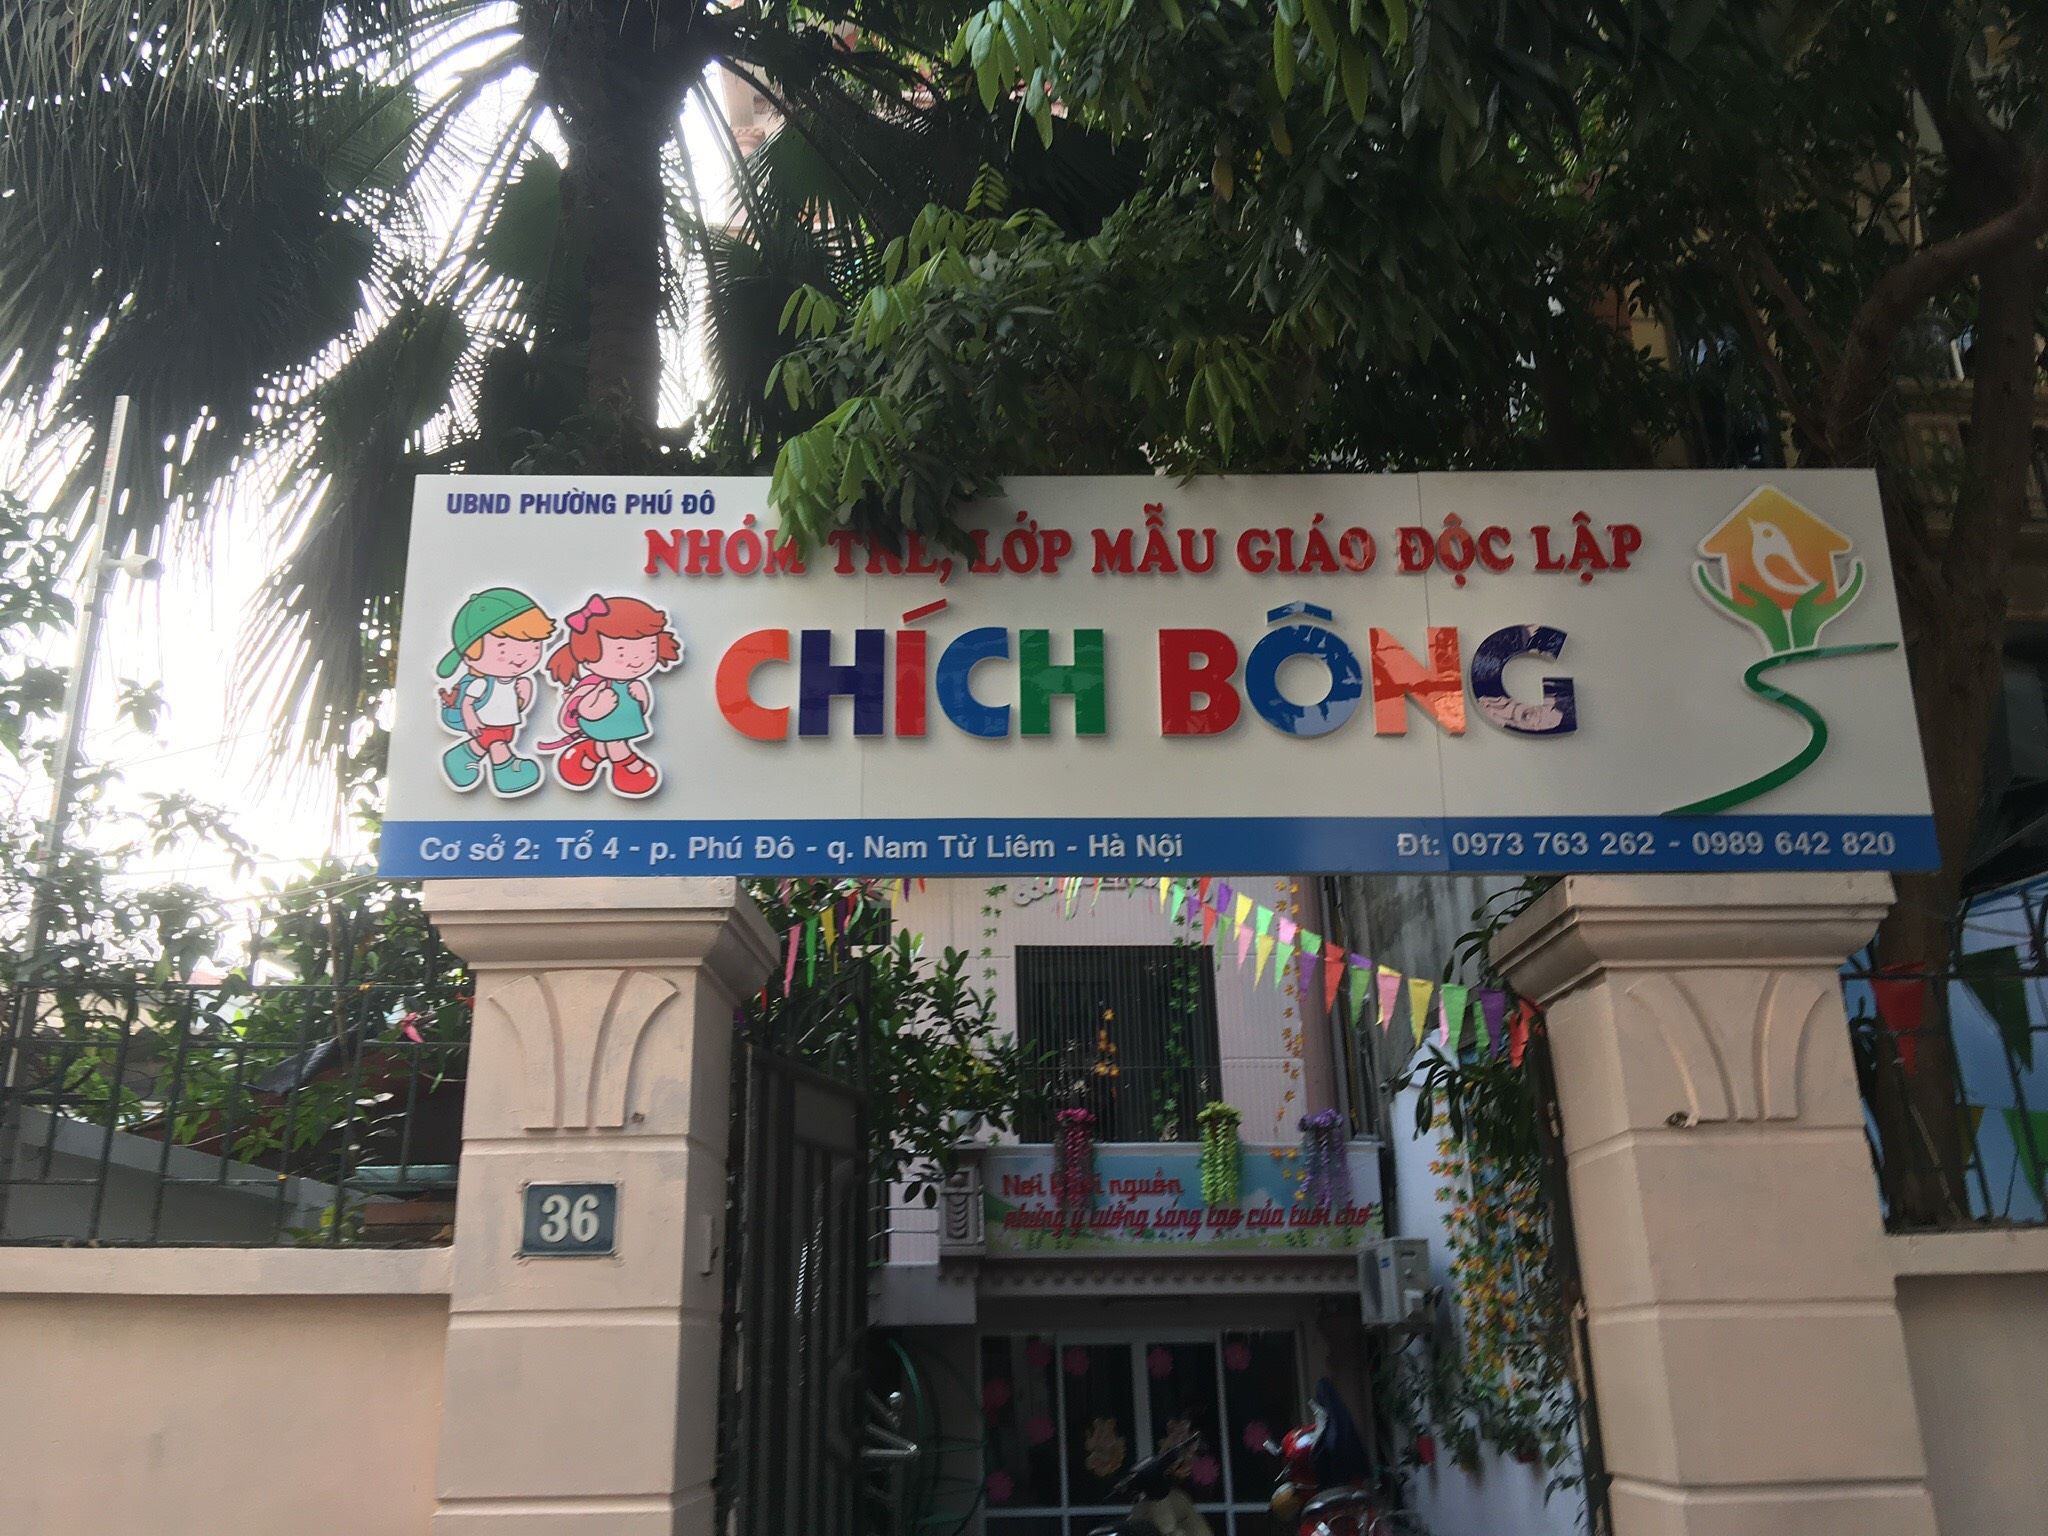 UBND PHƯỜNG PHÚ ĐÔ
NHÓM TRẺ, LỚP MẪU GIÁO ĐỘC LẬP
CHÍCH BÔNG
Cơ sở 2: Tổ 4 - p. Phú Đô - q. Nam Từ Liêm - Hà Nội
Đt: 0973 763 262 - 0989 642 820
36
Nơi nguồn
những ý tưởng sáng tạo của tuổi thơ